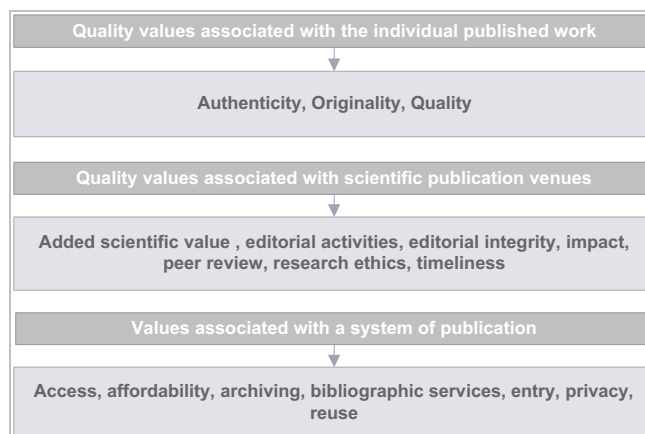 Quality values associated with the individual published work
Authenticity, Originality, Quality
Quality values associated with scientific publication venues
Added scientific value , editorial activities, editorial integrity, impact,
peer review, research ethics, timeliness
Values associated with a system of publication
Access, affordability, archiving, bibliographic services, entry, privacy,
reuse